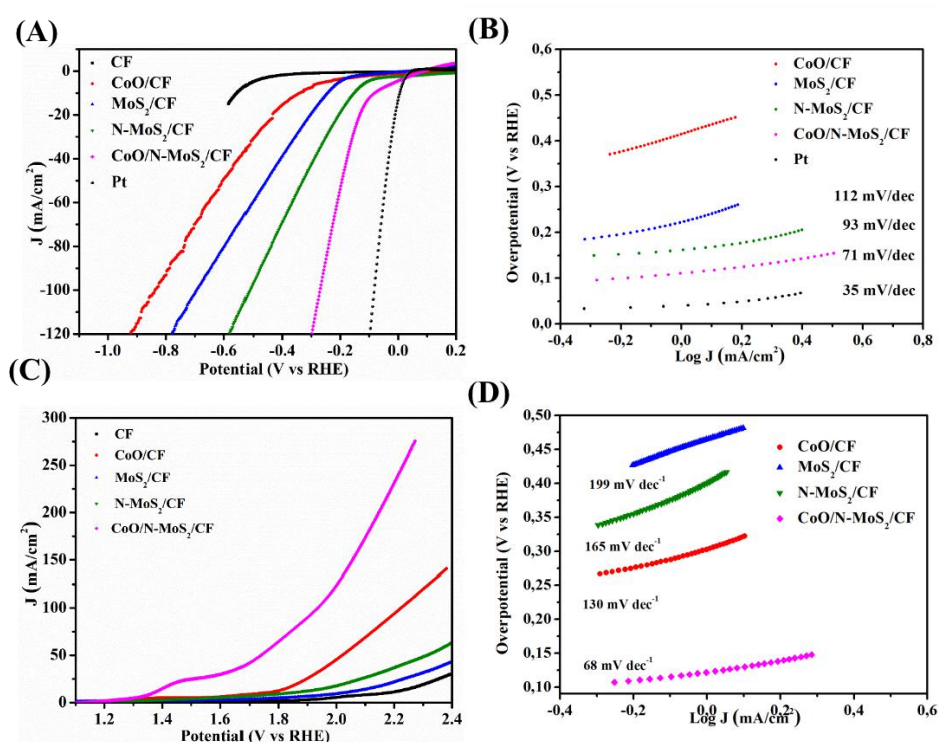 (A)
CF
CoO/CF
MoS2/CF
N-MoS2/CF
CoO/N-MoS2/CF
Pt
0
-20
-40
-60
-80
-100
-120
J (mA/cm²)
-1.0 -0.8 -0.6 -0.4 -0.2 0.0 0.2
Potential (V vs RHE)
(B)
CoO/CF
MoS2/CF
N-MoS2/CF
CoO/N-MoS2/CF
Pt
0,6
0,5
0,3
0,2
0,1
0,0
Overpotential (V vs RHE)
112 mV/dec
93 mV/dec
71 mV/dec
35 mV/dec
-0,4 -0,2 0,0 0,2 0,4 0,6
Log J (mA/cm²)
(C)
CF
CoO/CF
MoS2/CF
N-MoS2/CF
CoO/N-MoS2/CF
300
250
200
150
100
50
0
J (mA/cm²)
1.2 1.4 1.6 1.8 2.0 2.2 2.4
Potential (V vs RHE)
(D)
CoO/CF
MoS2/CF
N-MoS2/CF
CoO/N-MoS2/CF
0,50
0,45
0,40
0,35
0,30
0,25
0,20
0,15
0,10
Overpotential (V vs RHE)
199 mV dec⁻¹
165 mV dec⁻¹
130 mV dec⁻¹
68 mV dec⁻¹
-0,4 -0,2 0,0 0,2 0,4 0,6
Log J (mA/cm²)